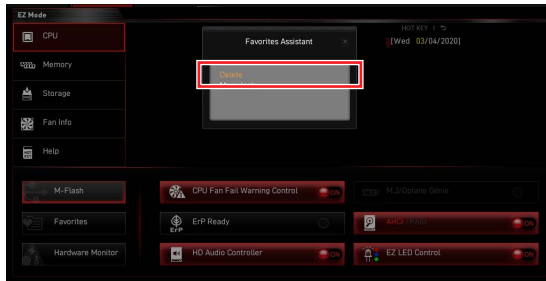 EZ Mode
HOT KEY |
CPU
Favorites Assistant
[Wed 03/04/2020]
Memory
Delete
Storage
Fan Info
Help
M-Flash
CPU Fan Fail Warning Control
ON
M.2/Optane Genie
Favorites
ErP
ErP Ready
AHCI /RAID
ON
Hardware Monitor
HD Audio Controller
ON
EZ LED Control
ON